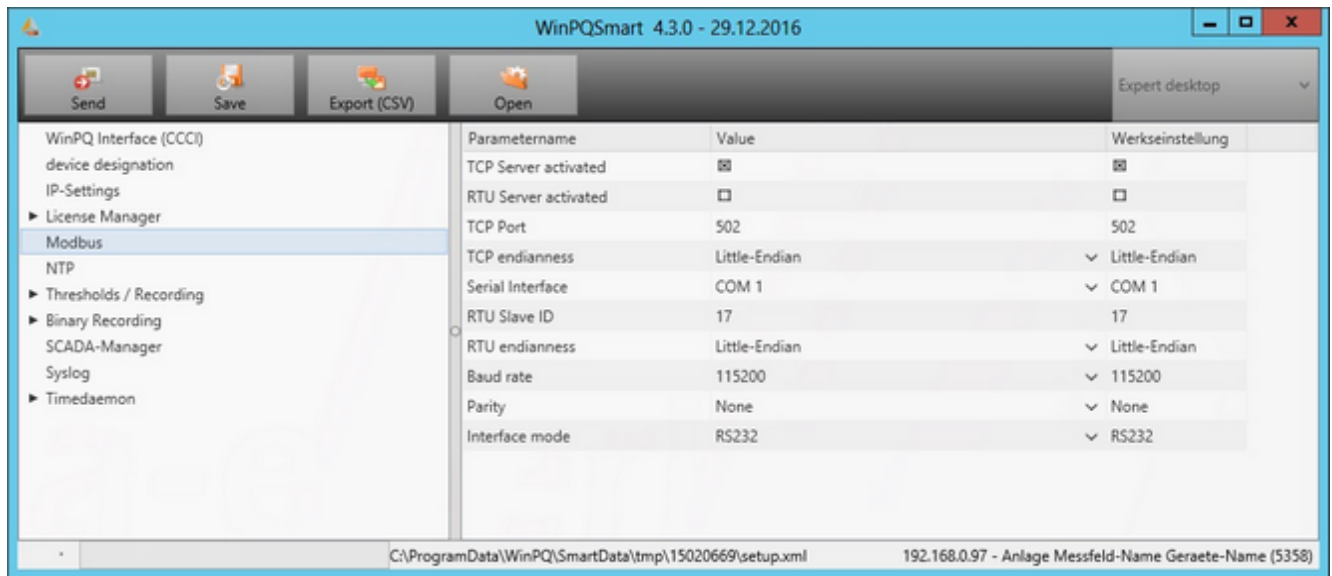 WinPQSmart 4.3.0 - 29.12.2016
Send Save Export (CSV) Open Expert desktop
WinPQ Interface (CCCI)
device designation
IP-Settings
License Manager
Modbus
NTP
Thresholds / Recording
Binary Recording
SCADA-Manager
Syslog
Timedaemon
Parametername Value Werkseinstellung
TCP Server activated
RTU Server activated
TCP Port 502 502
TCP endianness Little-Endian Little-Endian
Serial Interface COM 1 COM 1
RTU Slave ID 17 17
RTU endianness Little-Endian Little-Endian
Baud rate 115200 115200
Parity None None
Interface mode RS232 RS232
C:\ProgramData\WinPQ\SmartData\tmp\15020669\setup.xml 192.168.0.97 - Anlage Messfeld-Name Geraete-Name (5358)